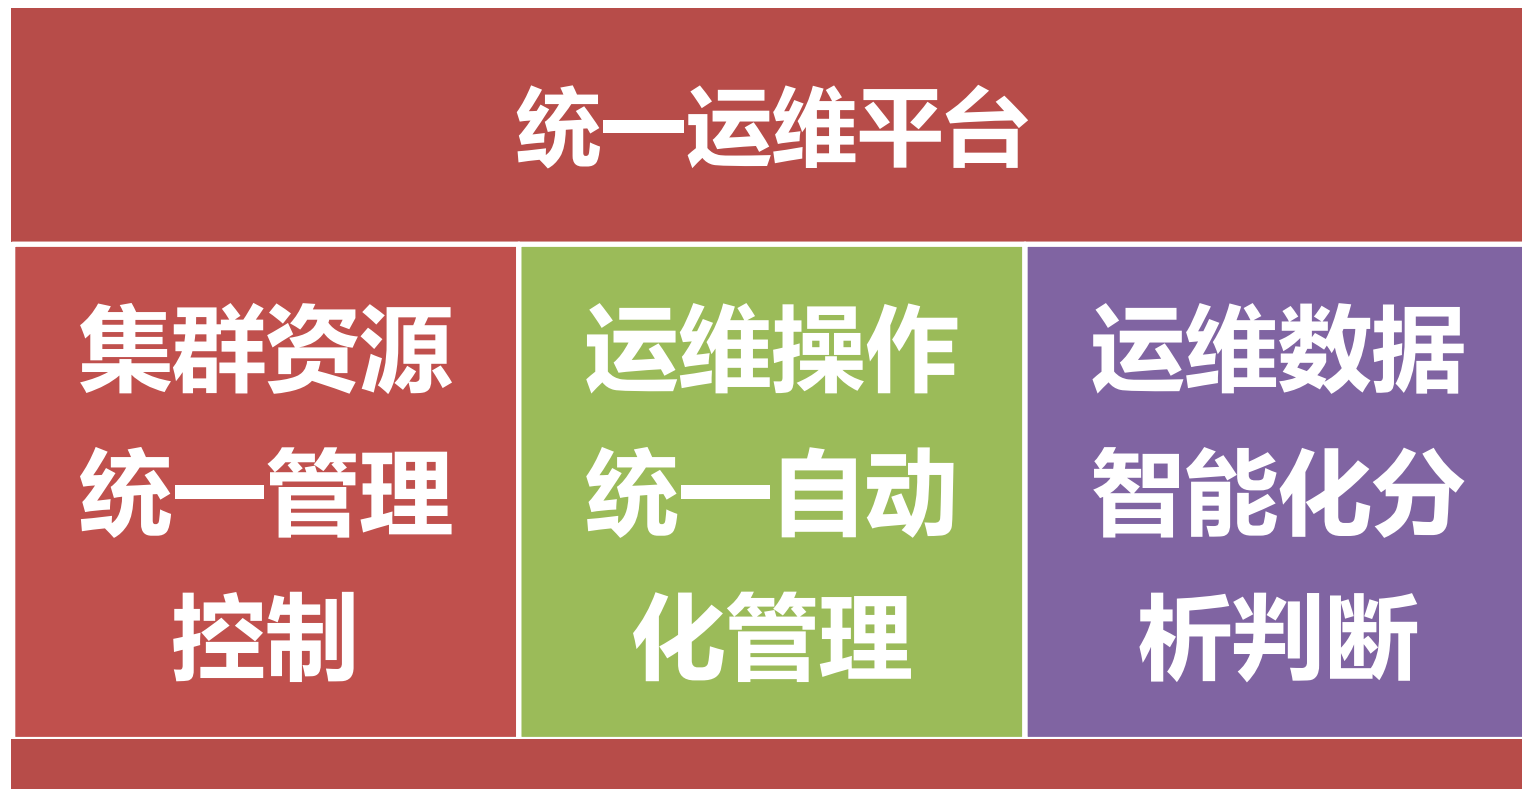 统一运维平台
集群资源
统一管理
控制
运维操作
统一自动
化管理
运维数据
智能化分
析判断